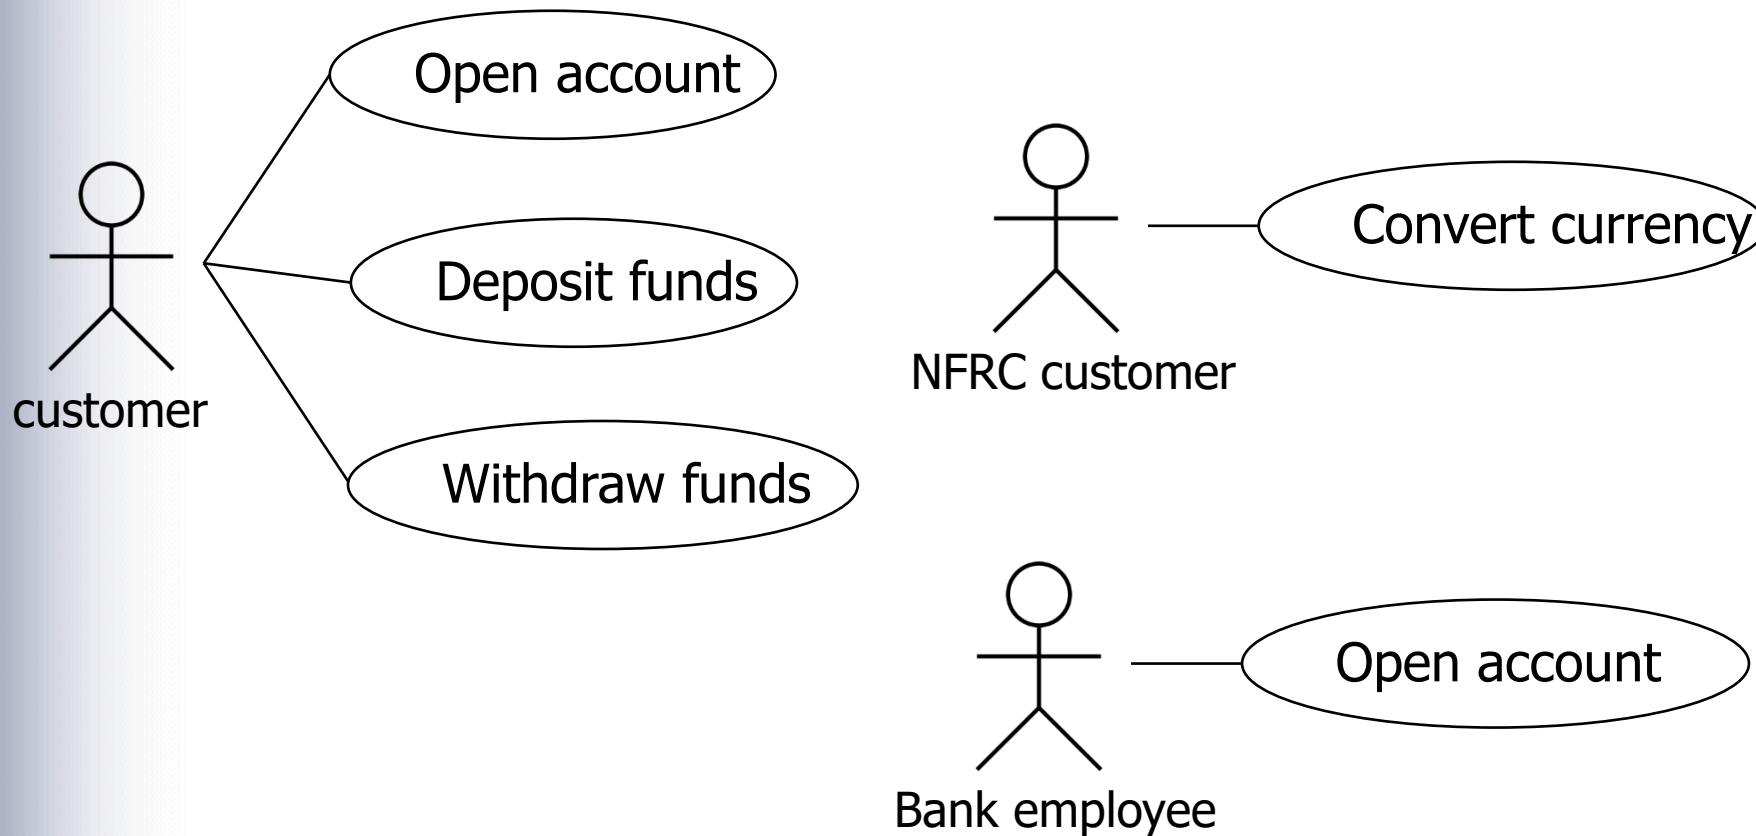 Open account
Deposit funds
Withdraw funds
customer
Convert currency
NFRC customer
Open account
Bank employee